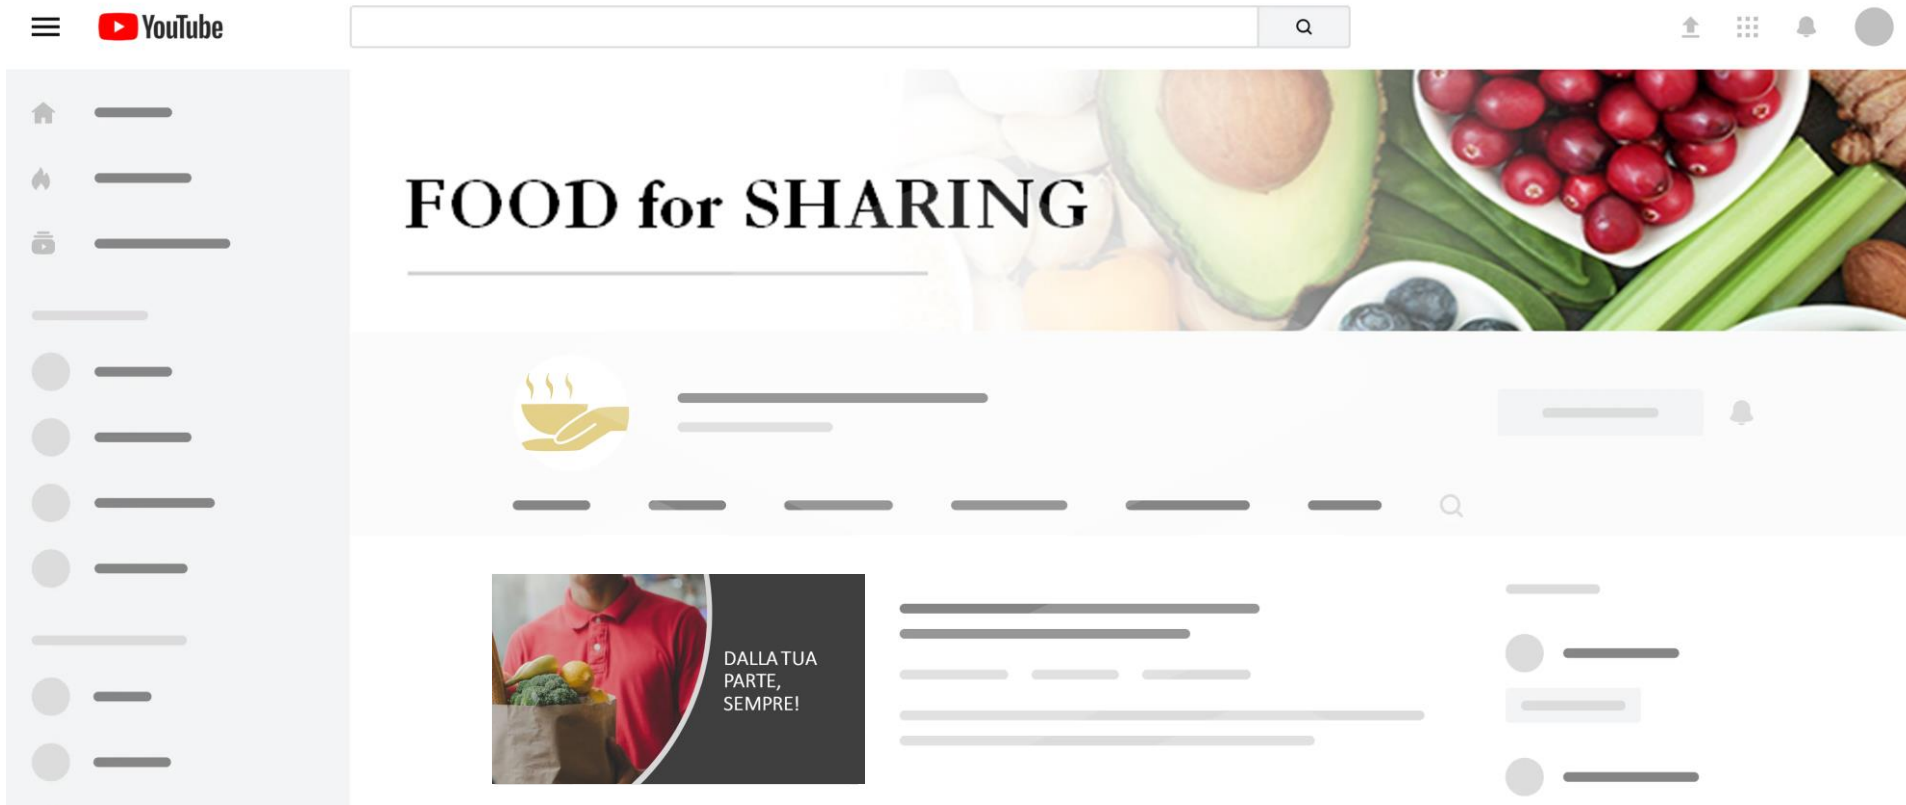 YouTube
FOOD for SHARING
DALLA TUA
PARTE,
SEMPRE!